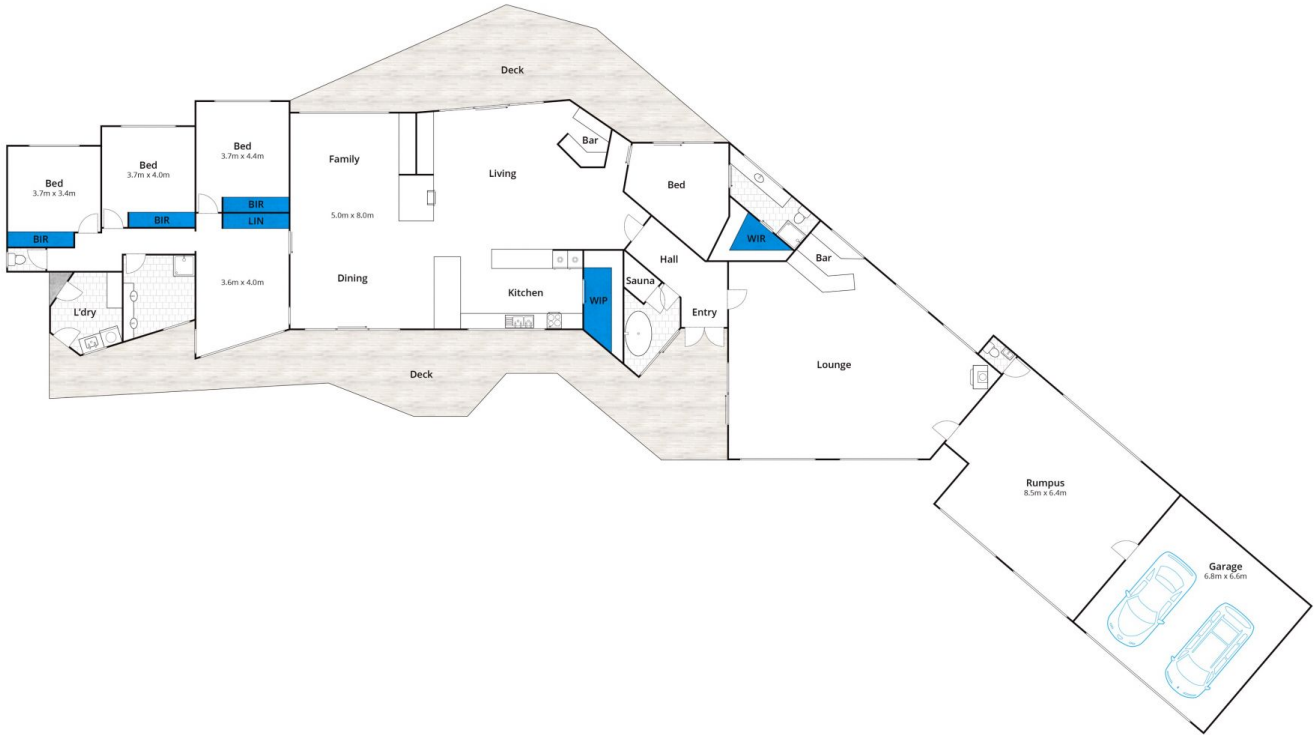 Deck
Bed
3.7m x 3.4m
BIR
Bed
3.7m x 4.0m
BIR
Bed
3.7m x 4.4m
BIR
LIN
3.6m x 4.0m
L'dry
Family
5.0m x 8.0m
Dining
Living
Bar
Kitchen
WIP
Bed
WIR
Hall
Sauna
Entry
Bar
Lounge
Deck
Rumpus
8.5m x 6.4m
Garage
6.8m x 6.6m